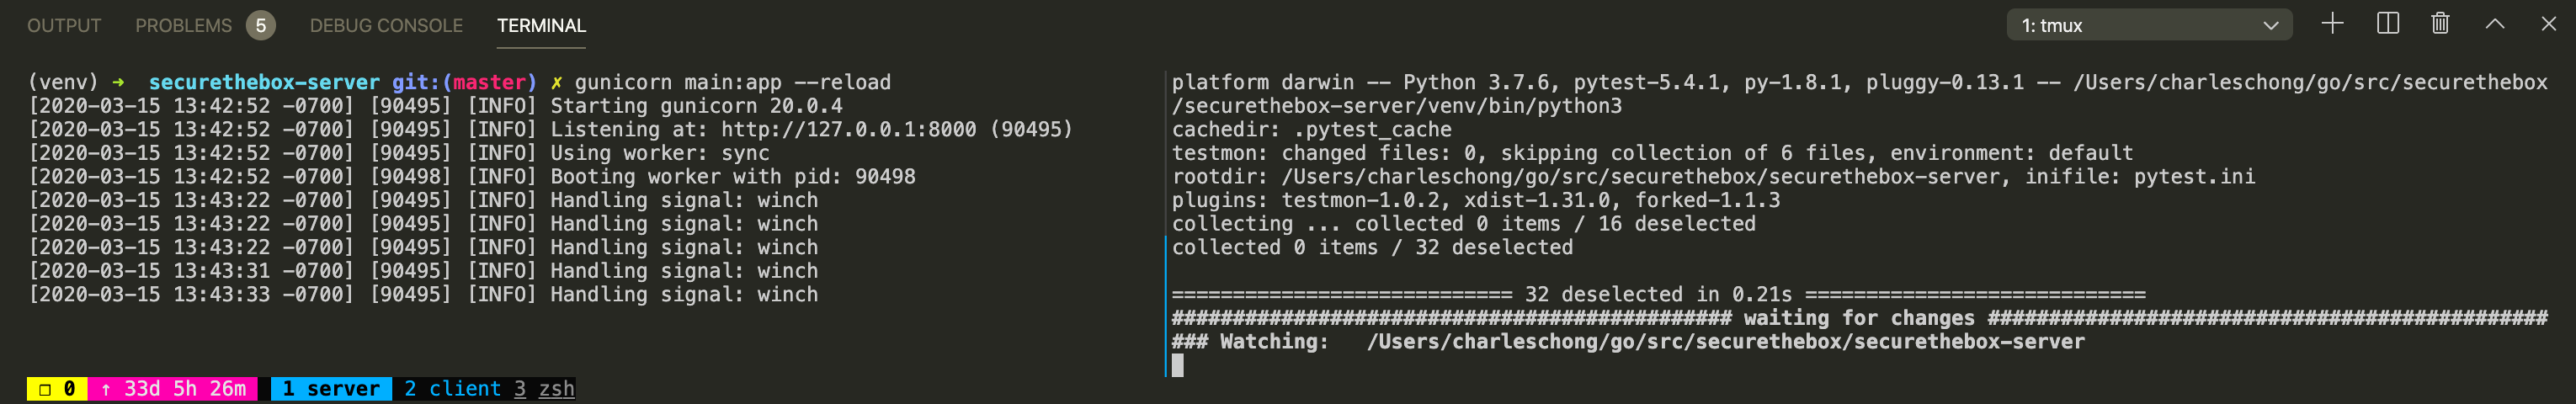 OUTPUT PROBLEMS 5 DEBUG CONSOLE TERMINAL 1: tmux
(venv) ➜ securethebox-server git:(master) ✗ gunicorn main:app --reload
[2020-03-15 13:42:52 -0700] [90495] [INFO] Starting gunicorn 20.0.4
[2020-03-15 13:42:52 -0700] [90495] [INFO] Listening at: http://127.0.0.1:8000 (90495)
[2020-03-15 13:42:52 -0700] [90495] [INFO] Using worker: sync
[2020-03-15 13:42:52 -0700] [90498] [INFO] Booting worker with pid: 90498
[2020-03-15 13:43:22 -0700] [90495] [INFO] Handling signal: winch
[2020-03-15 13:43:22 -0700] [90495] [INFO] Handling signal: winch
[2020-03-15 13:43:22 -0700] [90495] [INFO] Handling signal: winch
[2020-03-15 13:43:31 -0700] [90495] [INFO] Handling signal: winch
[2020-03-15 13:43:33 -0700] [90495] [INFO] Handling signal: winch
platform darwin -- Python 3.7.6, pytest-5.4.1, py-1.8.1, pluggy-0.13.1 -- /Users/charleschong/go/src/securethebox
/securethebox-server/venv/bin/python3
cachedir: .pytest_cache
testmon: changed files: 0, skipping collection of 6 files, environment: default
rootdir: /Users/charleschong/go/src/securethebox/securethebox-server, inifile: pytest.ini
plugins: testmon-1.0.2, xdist-1.31.0, forked-1.1.3
collecting ... collected 0 items / 16 deselected
collected 0 items / 32 deselected
============================ 32 deselected in 0.21s ============================
############################################## waiting for changes ##############################################
### Watching:   /Users/charleschong/go/src/securethebox/securethebox-server
❐ 0 ↑ 33d 5h 26m 1 server 2 client 3 zsh